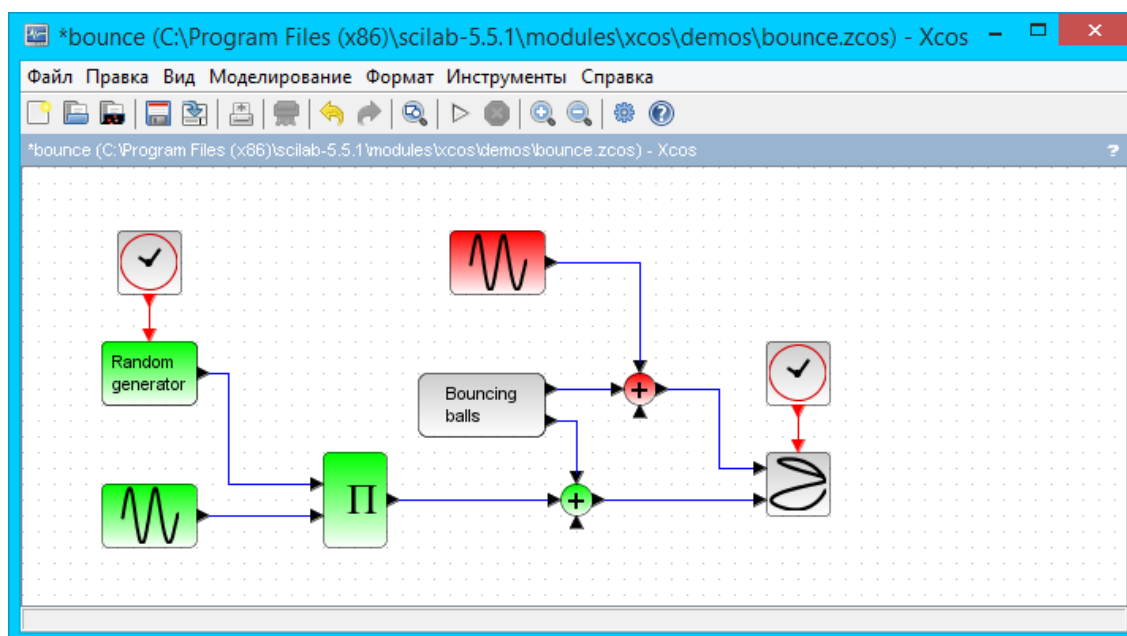 *bounce (C:\Program Files (x86)\scilab-5.5.1\modules\xcos\demos\bounce.zcos) - Xcos
Файл Правка Вид Моделирование Формат Инструменты Справка
*bounce (C:\Program Files (x86)\scilab-5.5.1\modules\xcos\demos\bounce.zcos) - Xcos
Random
generator
Bouncing
balls
Π